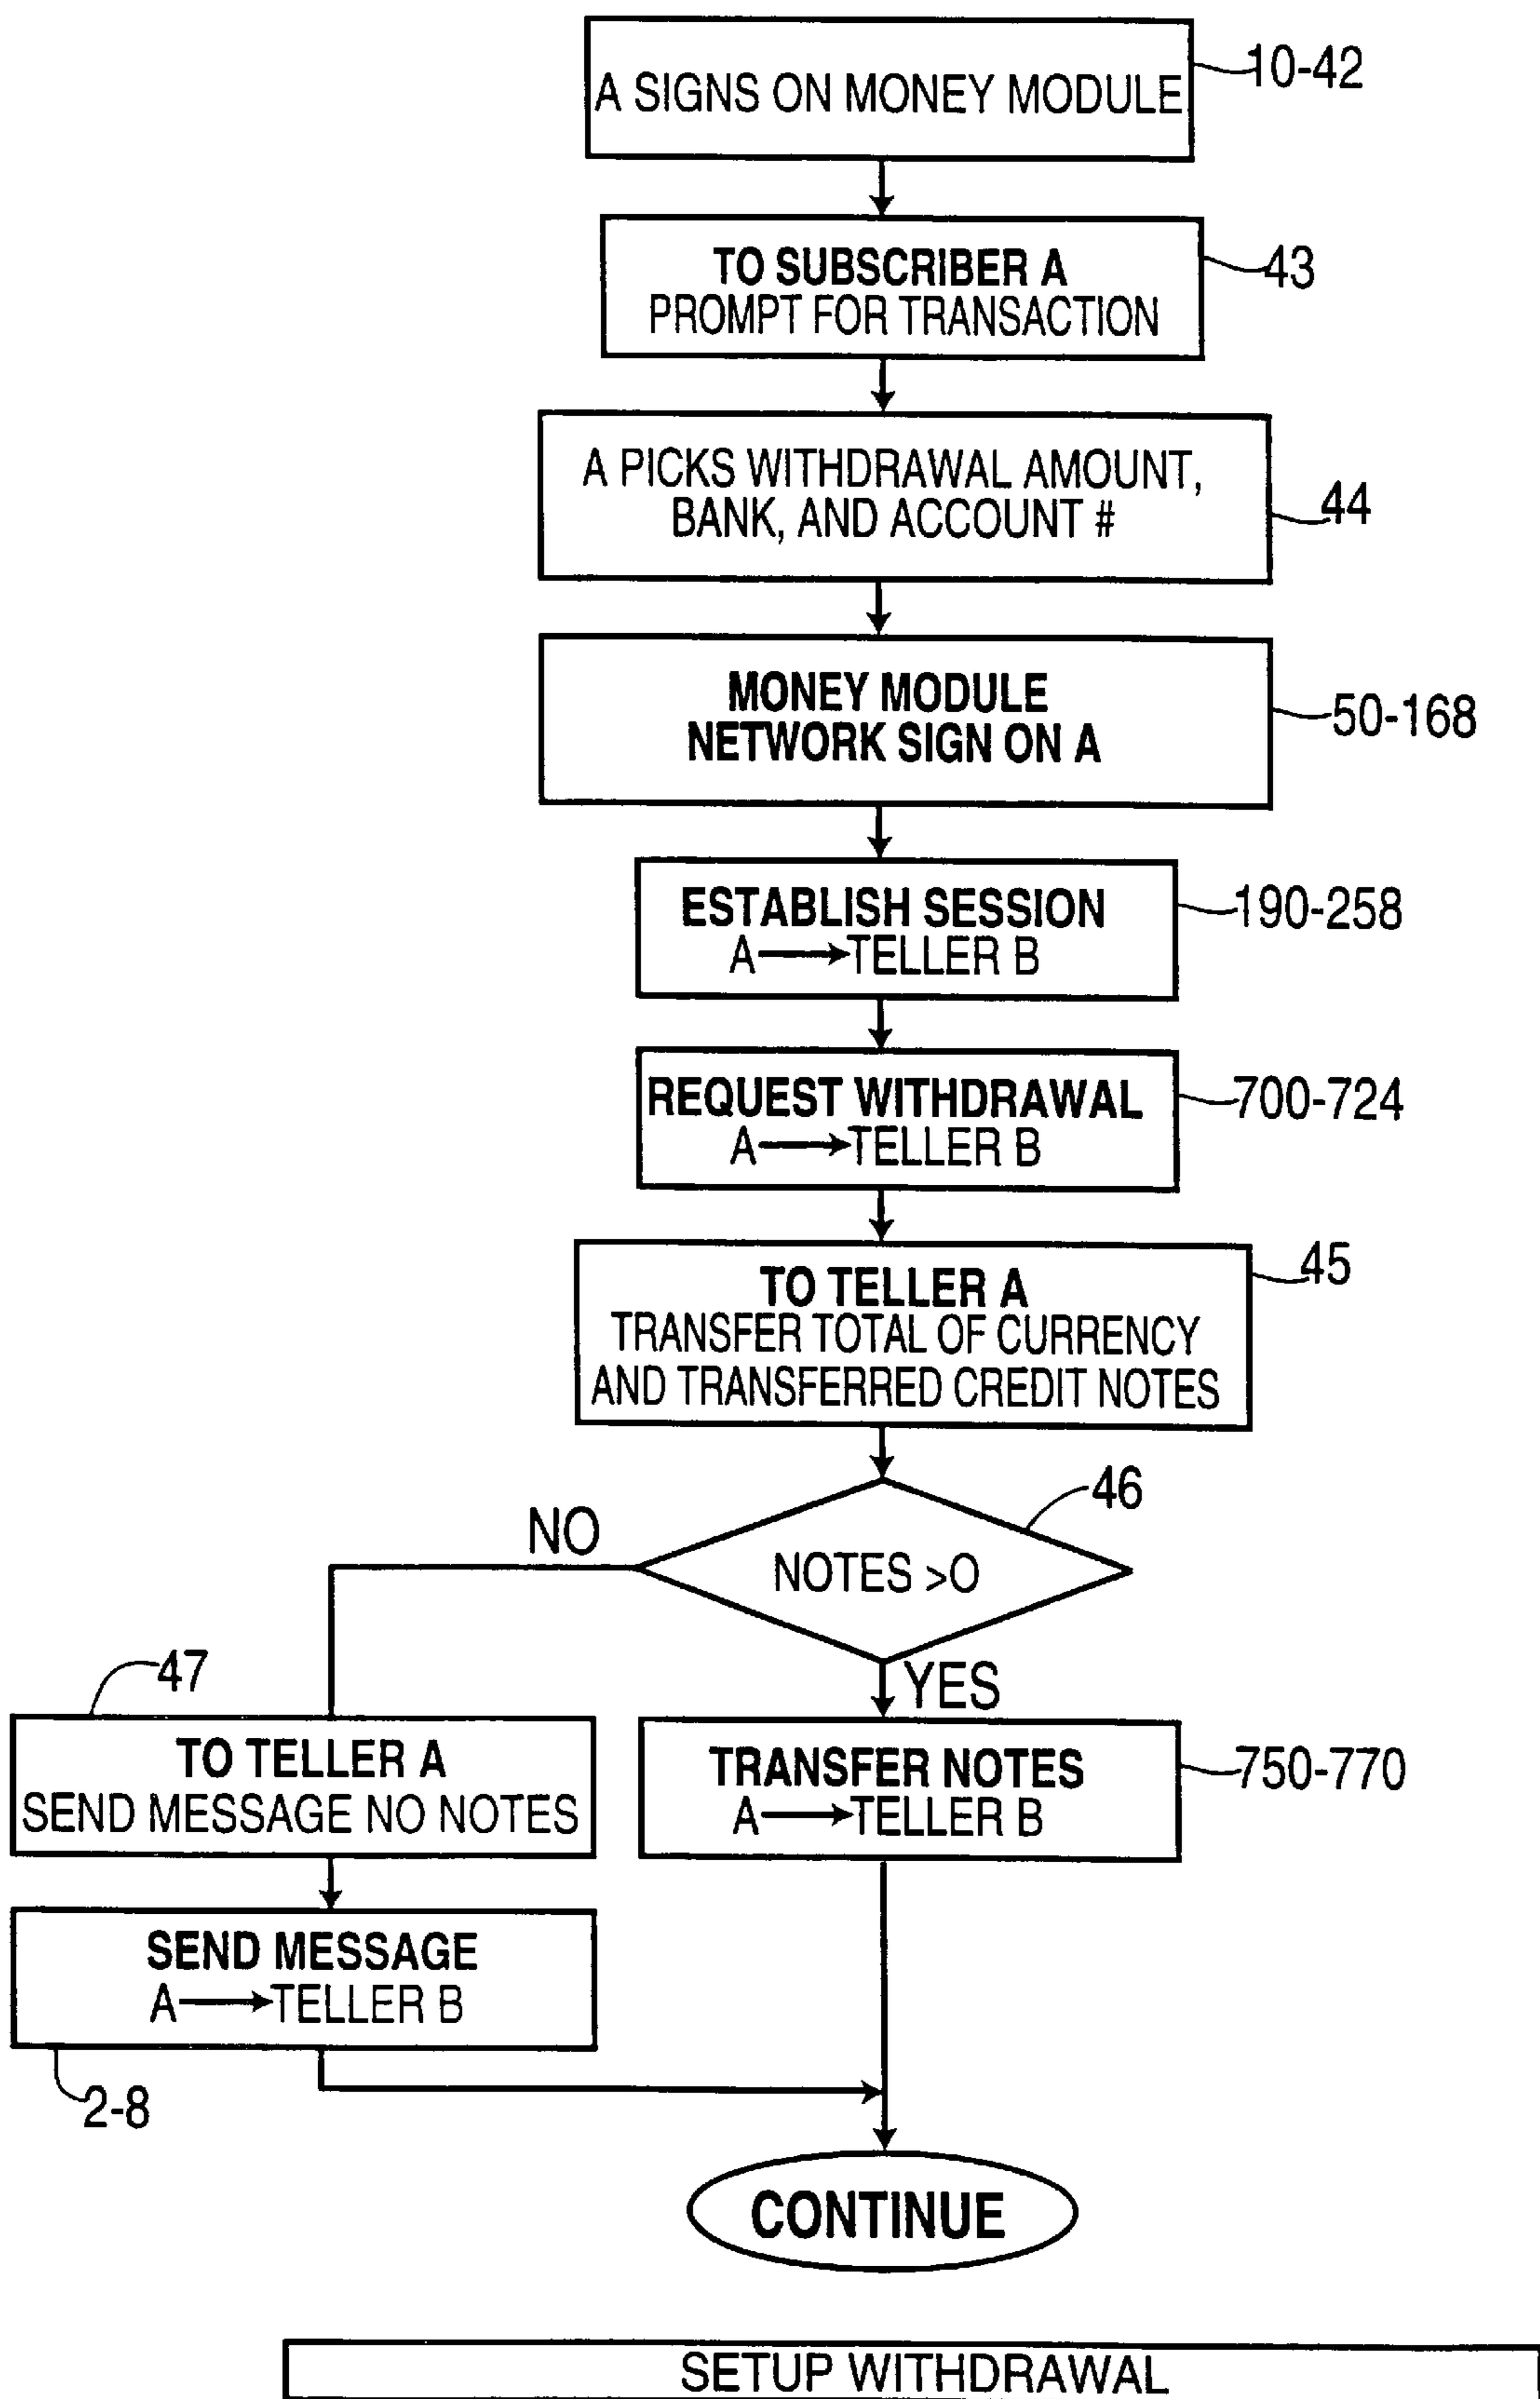 A SIGNS ON MONEY MODULE
10-42
TO SUBSCRIBER A
PROMPT FOR TRANSACTION
43
A PICKS WITHDRAWAL AMOUNT,
BANK, AND ACCOUNT #
44
MONEY MODULE
NETWORK SIGN ON A
50-168
ESTABLISH SESSION
A→TELLER B
190-258
REQUEST WITHDRAWAL
A→TELLER B
700-724
TO TELLER A
TRANSFER TOTAL OF CURRENCY
AND TRANSFERRED CREDIT NOTES
45
46
NO
NOTES >O
YES
47
TO TELLER A
SEND MESSAGE NO NOTES
TRANSFER NOTES
A→TELLER B
750-770
SEND MESSAGE
A→TELLER B
2-8
CONTINUE
SETUP WITHDRAWAL